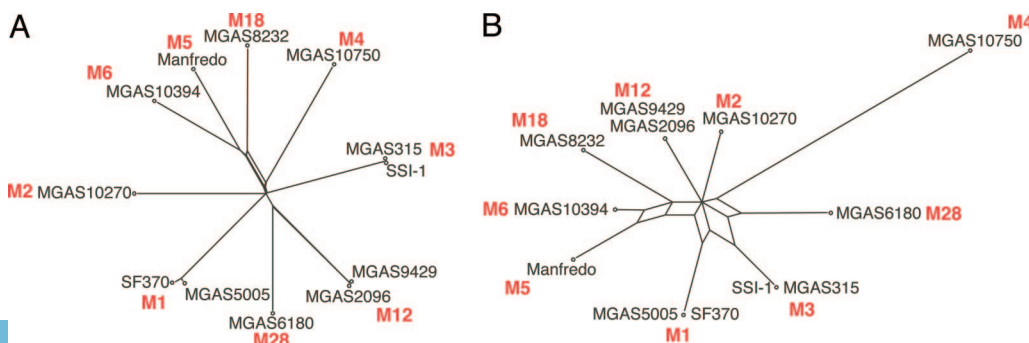 A
M18
MGAS8232
M5
Manfredo
M4
MGAS10750
M6
MGAS10394
MGAS315 M3
SSI-1
M2 MGAS10270
SF370
MGAS5005
M1
MGAS9429
MGAS2096
M12
MGAS6180
M28
B
M4
MGAS10750
M12
MGAS9429
MGAS2096
M2
MGAS10270
M18
MGAS8232
M6 MGAS10394
MGAS6180 M28
Manfredo
M5
SSI-1 MGAS315
M3
MGAS5005 SF370
M1